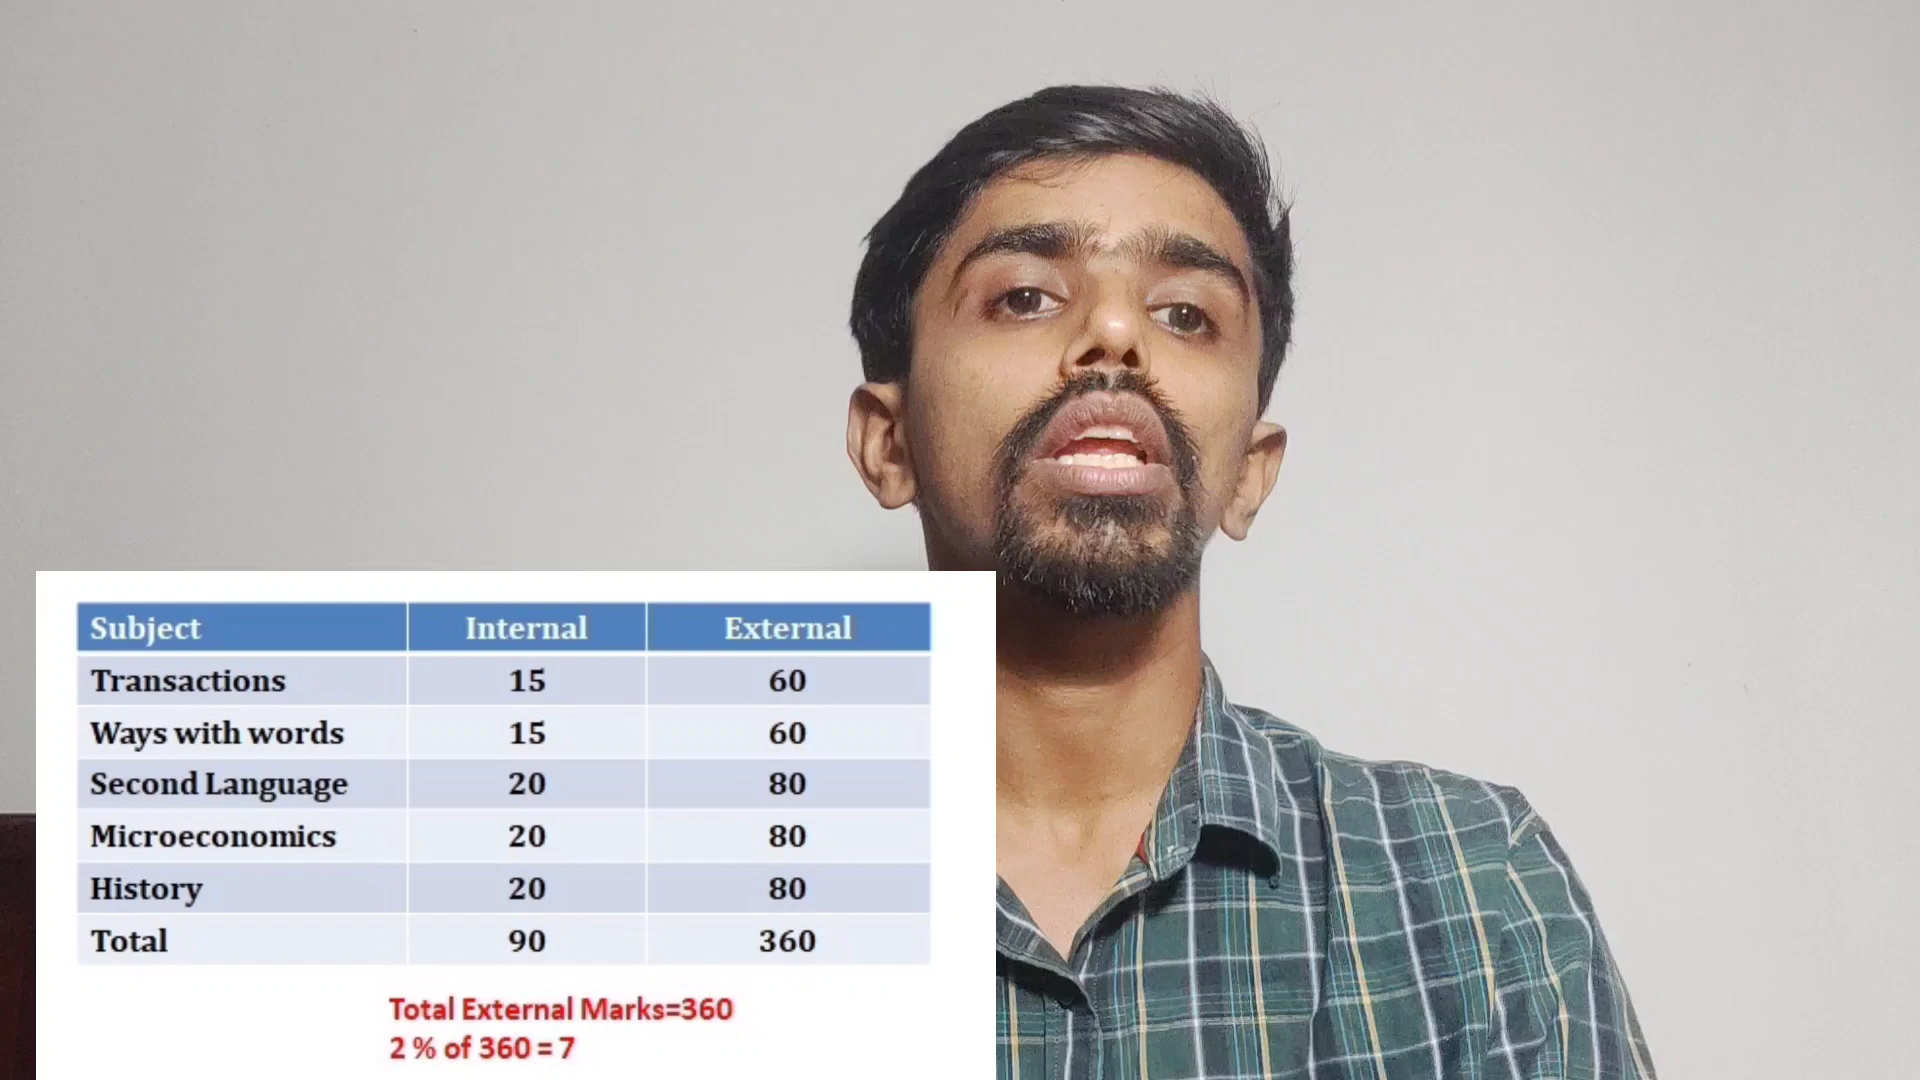 Subject Internal External
Transactions 15 60
Ways with words 15 60
Second Language 20 80
Microeconomics 20 80
History 20 80
Total 90 360
Total External Marks=360
2 % of 360 = 7